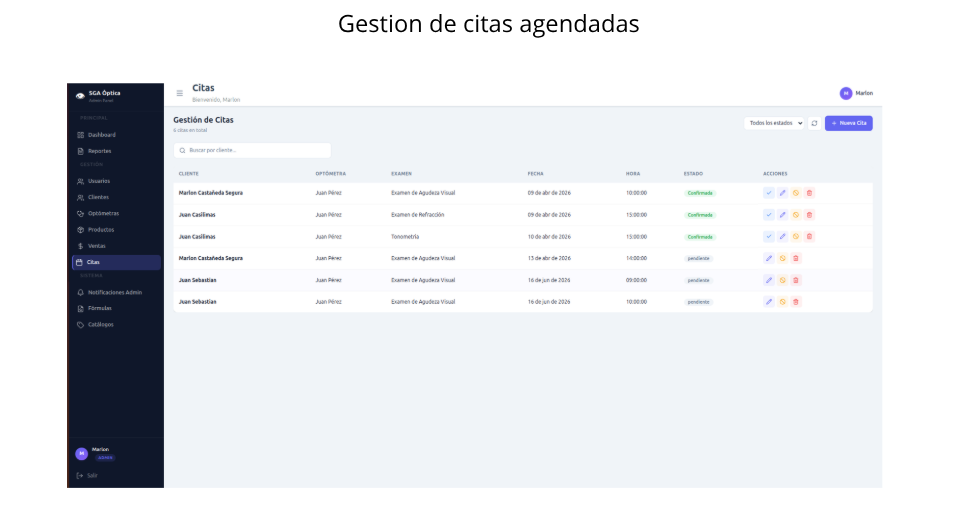 Gestion de citas agendadas
SGA Óptica
Admin Panel
Citas
Bienvenido, Marlon
M Marlon
PRINCIPAL
Dashboard
Reportes
GESTIÓN
Usuarios
Clientes
Optómetras
Productos
Ventas
Citas
SISTEMA
Notificaciones Admin
Fórmulas
Catálogos
M Marlon
Admin
Salir
Gestión de Citas
6 citas en total
Todos los estados
+ Nueva Cita
Buscar por cliente...
CLIENTE OPTÓMETRA EXAMEN FECHA HORA ESTADO ACCIONES
Marlon Castañeda Segura Juan Pérez Examen de Agudeza Visual 09 de abr de 2026 10:00:00 Confirmada
Juan Casilimas Juan Pérez Examen de Refracción 09 de abr de 2026 15:00:00 Confirmada
Juan Casilimas Juan Pérez Tonometría 10 de abr de 2026 15:00:00 Confirmada
Marlon Castañeda Segura Juan Pérez Examen de Agudeza Visual 13 de abr de 2026 14:00:00 pendiente
Juan Sebastian Juan Pérez Examen de Agudeza Visual 16 de jun de 2026 09:00:00 pendiente
Juan Sebastian Juan Pérez Examen de Agudeza Visual 16 de jun de 2026 10:00:00 pendiente